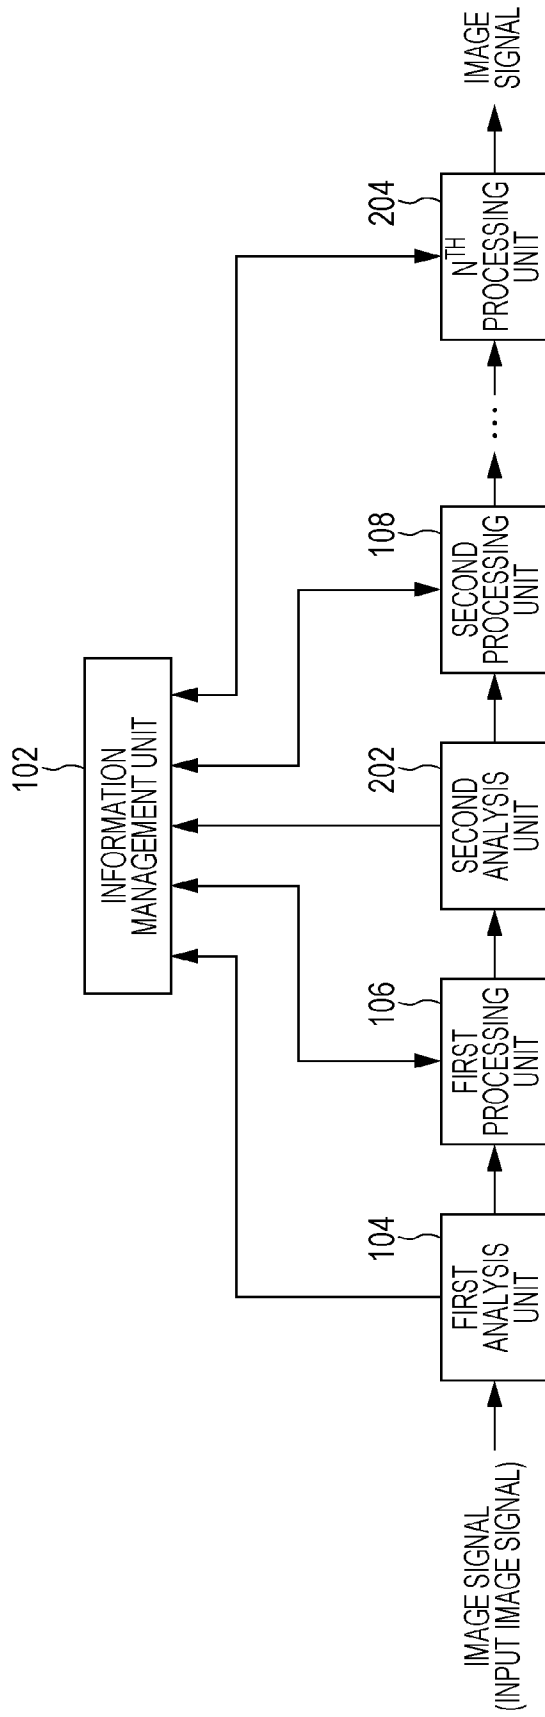 102
INFORMATION
MANAGEMENT UNIT
IMAGE SIGNAL
(INPUT IMAGE SIGNAL)
104
FIRST
ANALYSIS
UNIT
106
FIRST
PROCESSING
UNIT
202
SECOND
ANALYSIS
UNIT
108
SECOND
PROCESSING
UNIT
...
204
NTH
PROCESSING
UNIT
IMAGE
SIGNAL